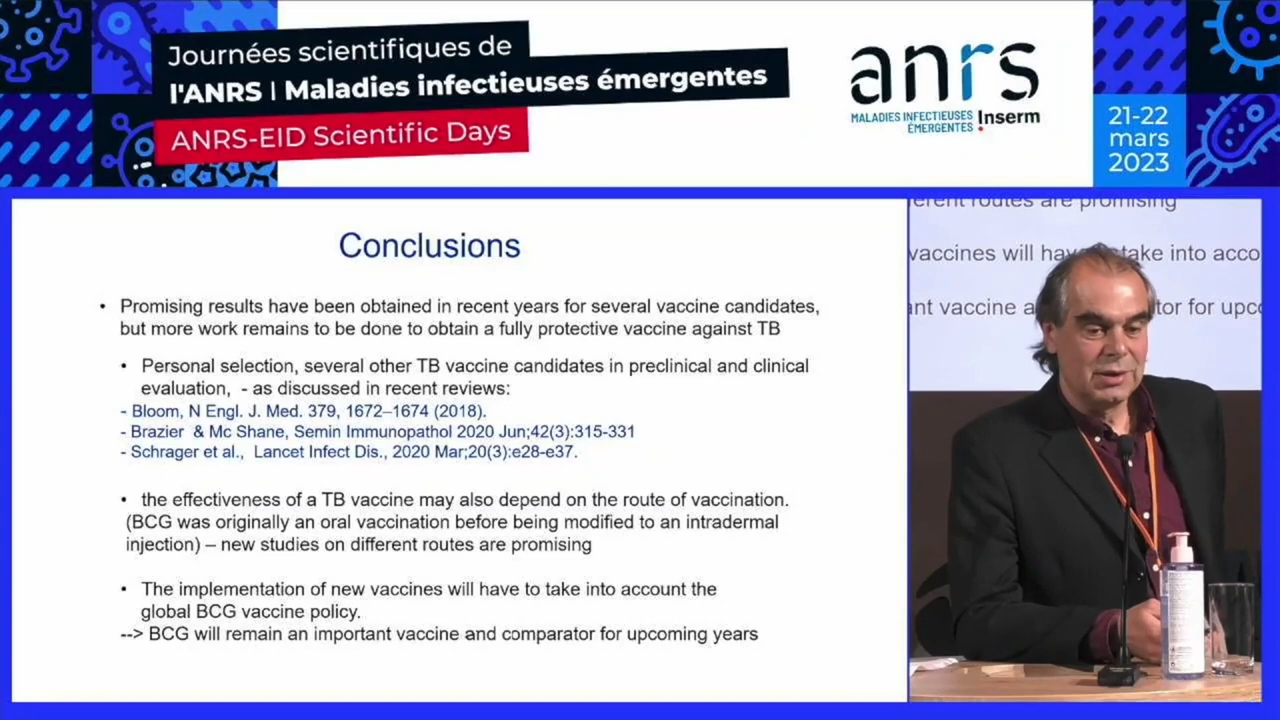 Journées scientifiques de
l'ANRS | Maladies infectieuses émergentes
ANRS-EID Scientific Days
anrs
MALADIES INFECTIEUSES
ÉMERGENTES
Inserm
21-22
mars
2023
Conclusions
• Promising results have been obtained in recent years for several vaccine candidates,
but more work remains to be done to obtain a fully protective vaccine against TB
• Personal selection, several other TB vaccine candidates in preclinical and clinical
evaluation, - as discussed in recent reviews:
- Bloom, N Engl. J. Med. 379, 1672–1674 (2018).
- Brazier & Mc Shane, Semin Immunopathol 2020 Jun;42(3):315-331
- Schrager et al., Lancet Infect Dis., 2020 Mar;20(3):e28-e37.
• the effectiveness of a TB vaccine may also depend on the route of vaccination.
(BCG was originally an oral vaccination before being modified to an intradermal
injection) – new studies on different routes are promising
• The implementation of new vaccines will have to take into account the
global BCG vaccine policy.
--> BCG will remain an important vaccine and comparator for upcoming years
erent routes are promising
vaccines will have take into acco
ant vaccine a tor for upco